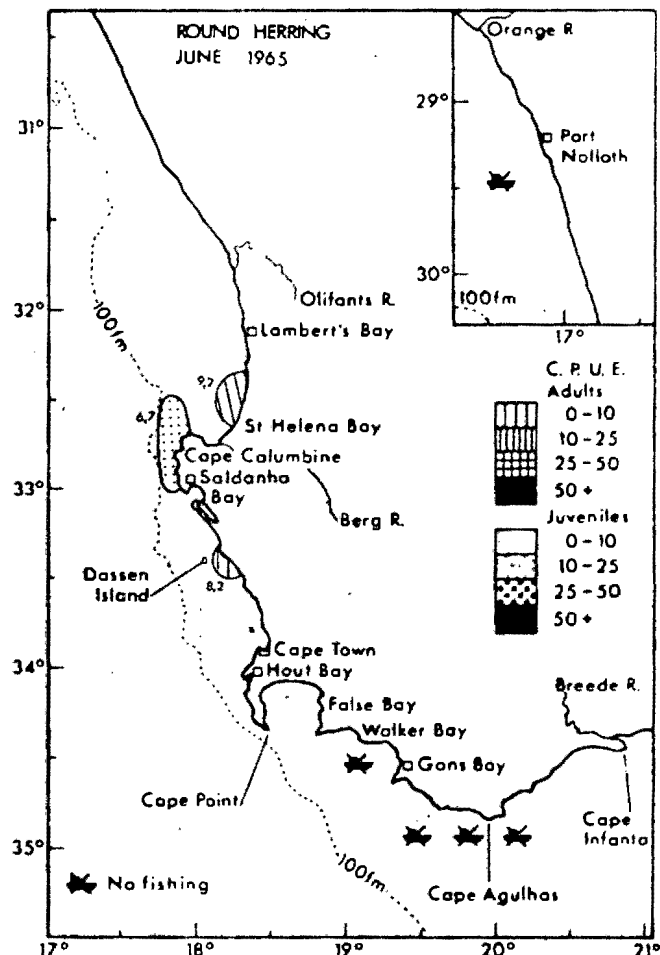 ROUND HERRING
JUNE 1965
Orange R
29°
Port
Nolloth
30°
100fm
17°
31°
32°
33°
34°
35°
100fm
Olifants R.
Lambert's Bay
9,7
St Helena Bay
6,7
Cape Columbine
Saldanha
Bay
Berg R.
Dassen
Island
8,2
Cape Town
Hout Bay
False Bay
Walker Bay
Gans Bay
Breede R.
Cape Point
Cape
Infanta
Cape Agulhas
100fm
No fishing
C. P. U. E.
Adults
0-10
10-25
25-50
50+
Juveniles
0-10
10-25
25-50
50+
17°
18°
19°
20°
21°